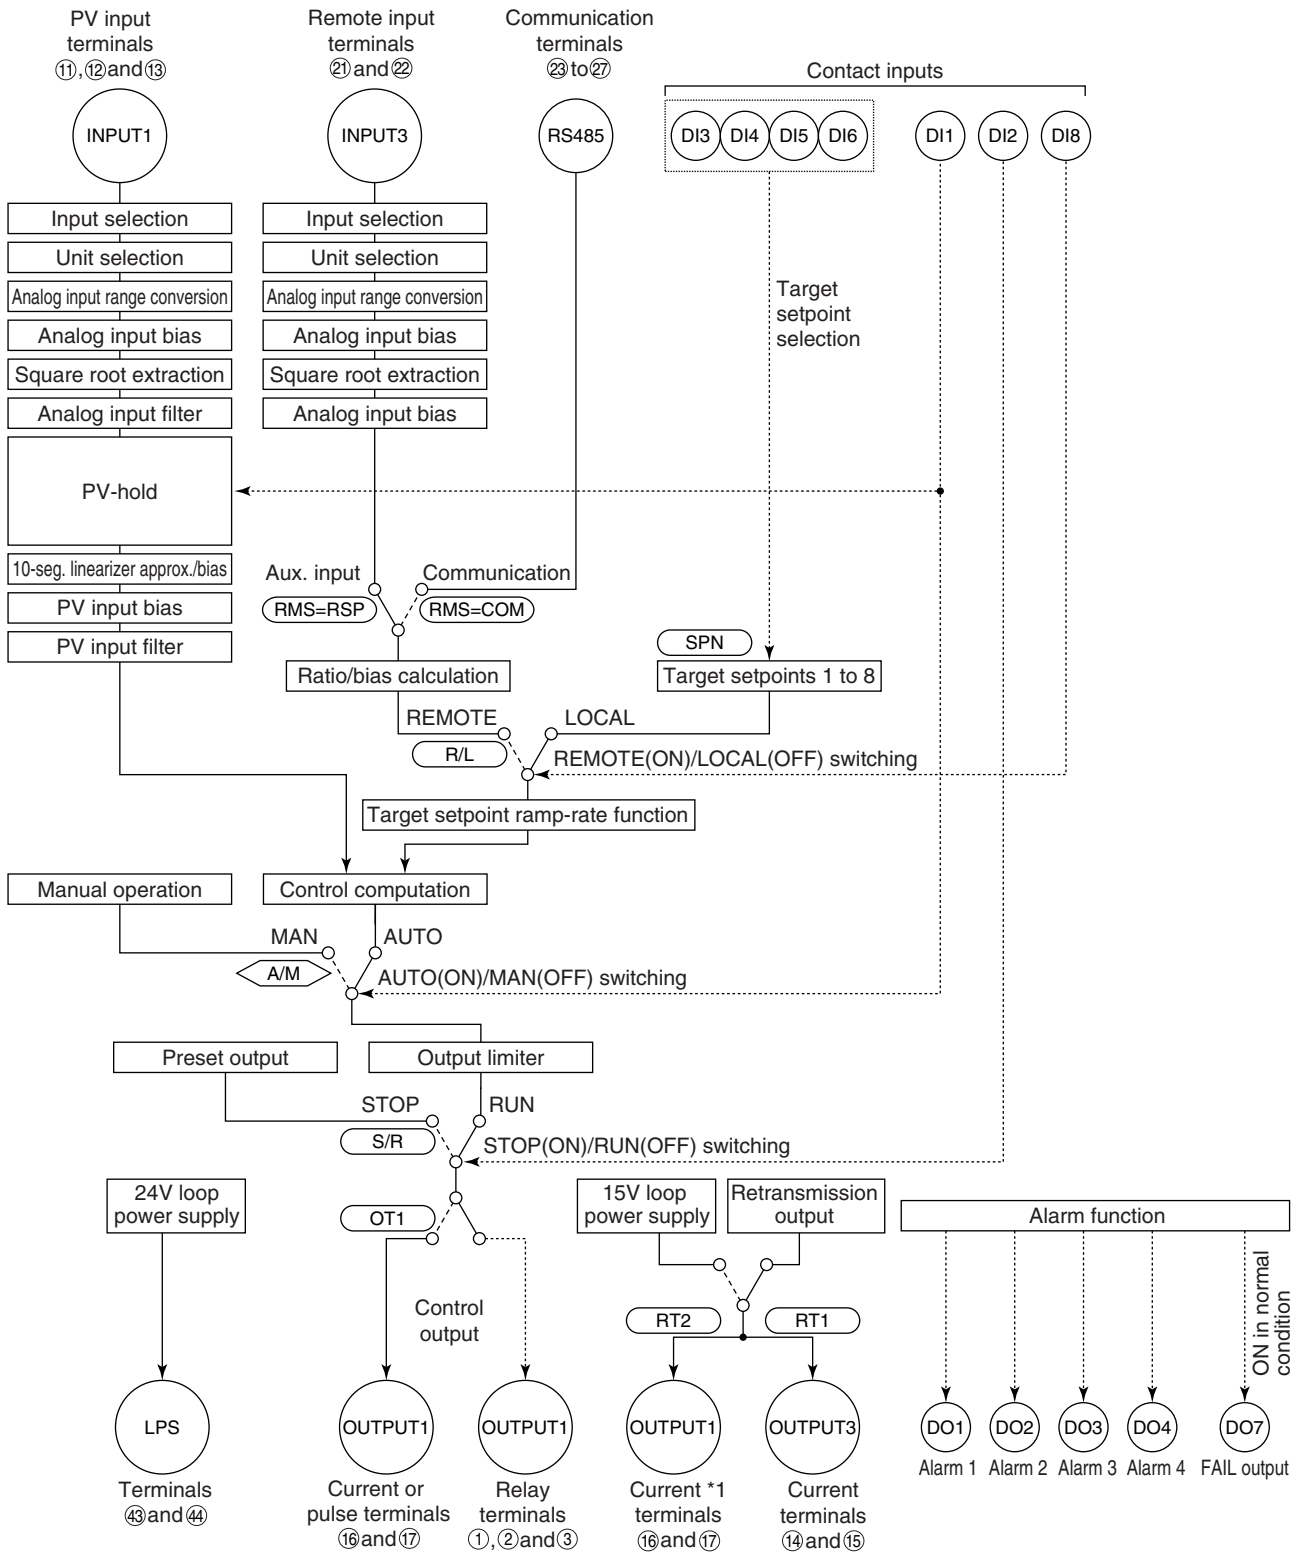 PV input
terminals
⑪,⑫and⑬
Remote input
terminals
㉑ and ㉒
Communication
terminals
㉓to㉗
Contact inputs
INPUT1
INPUT3
RS485
DI3
DI4
DI5
DI6
DI1
DI2
DI8
Input selection
Unit selection
Analog input range conversion
Analog input bias
Square root extraction
Analog input filter
PV-hold
10-seg. linearizer approx./bias
PV input bias
PV input filter
Input selection
Unit selection
Analog input range conversion
Analog input bias
Square root extraction
Analog input bias
Target
setpoint
selection
Aux. input
Communication
RMS=RSP
RMS=COM
SPN
Ratio/bias calculation
Target setpoints 1 to 8
REMOTE
LOCAL
R/L
REMOTE(ON)/LOCAL(OFF) switching
Target setpoint ramp-rate function
Manual operation
Control computation
MAN
AUTO
A/M
AUTO(ON)/MAN(OFF) switching
Preset output
Output limiter
STOP
RUN
S/R
STOP(ON)/RUN(OFF) switching
24V loop
power supply
OT1
15V loop
power supply
Retransmission
output
Alarm function
Control
output
RT2
RT1
ON in normal
condition
LPS
OUTPUT1
OUTPUT1
OUTPUT1
OUTPUT3
DO1
DO2
DO3
DO4
DO7
Alarm 1
Alarm 2
Alarm 3
Alarm 4
FAIL output
Terminals
㊸and㊹
Current or
pulse terminals
⑯and⑰
Relay
terminals
①,②and③
Current *1
terminals
⑯and⑰
Current
terminals
⑭and⑮